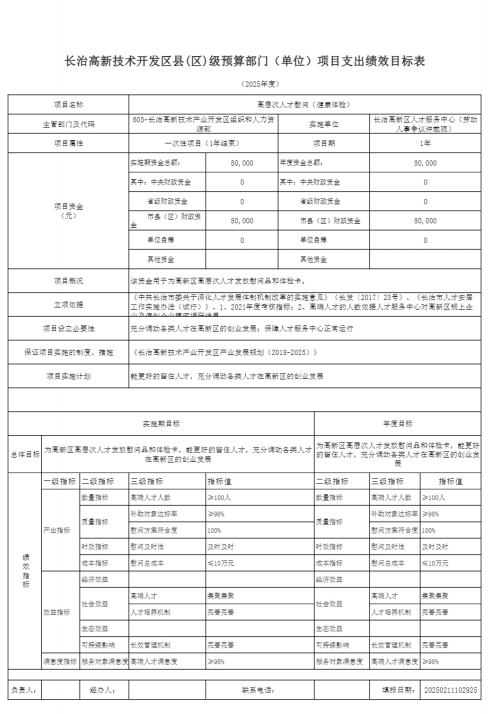 长治高新技术开发区县(区)级预算部门（单位）项目支出绩效目标表
（2025年度）
项目名称 高层次人才慰问（健康体检）
主管部门及代码 605-长治高新技术产业开发区组织和人力资源部 实施单位 长治高新区人才服务中心（劳动人事争议仲裁院）
项目属性 一次性项目（1年结束） 项目期 1年
项目资金（元）
实施期资金总额： 80,000 年度资金总额： 80,000
其中：中央财政资金 0 其中：中央财政资金 0
省级财政资金 0 省级财政资金 0
市县（区）财政资金 80,000 市县（区）财政资金 80,000
单位自筹 0 单位自筹 0
其他资金 其他资金
项目概况 该资金用于为高新区高层次人才发放慰问品和体检卡。
立项依据 《中共长治市委关于深化人才发展体制机制改革的实施意见》（长发〔2017〕23号）、《长治市人才安居
工作实施办法（试行）》、1、2021年度考核指标；2、高端人才的人数依据人才服务中心对高新区规上企
项目设立必要性 充分调动各类人才在高新区的创业发展；保障人才服务中心正常运行
保证项目实施的制度、措施 《长治高新技术产业开发区产业发展规划（2018-2025）》
项目实施计划 能更好的留住人才，充分调动各类人才在高新区的创业发展
实施期目标 年度目标
总体目标 为高新区高层次人才发放慰问品和体检卡，能更好的留住人才，充分调动各类人才在高新区的创业发展 为高新区高层次人才发放慰问品和体检卡，能更好的留住人才，充分调动各类人才在高新区的创业发展
绩效指标
一级指标 二级指标 三级指标 指标值 二级指标 三级指标 指标值
产出指标
数量指标 高端人才人数 ≥100人 数量指标 高端人才人数 ≥100人
质量指标 补助对象达标率 ≥98% 质量指标 补助对象达标率 ≥98%
慰问方案符合度 100% 慰问方案符合度 100%
时效指标 慰问及时性 及时及时 时效指标 慰问及时性 及时及时
成本指标 慰问总成本 ≤10万元 成本指标 慰问总成本 ≤10万元
效益指标
经济效益 经济效益
社会效益 高端人才 集聚集聚 社会效益 高端人才 集聚集聚
人才培养机制 完善完善 人才培养机制 完善完善
生态效益 生态效益
可持续影响 长效管理机制 完善完善 可持续影响 长效管理机制 完善完善
满意度指标 服务对象满意度 高端人才满意度 ≥98% 服务对象满意度 高端人才满意度 ≥98%
负责人： 经办人： 联系电话： 填报日期： 20250211102925